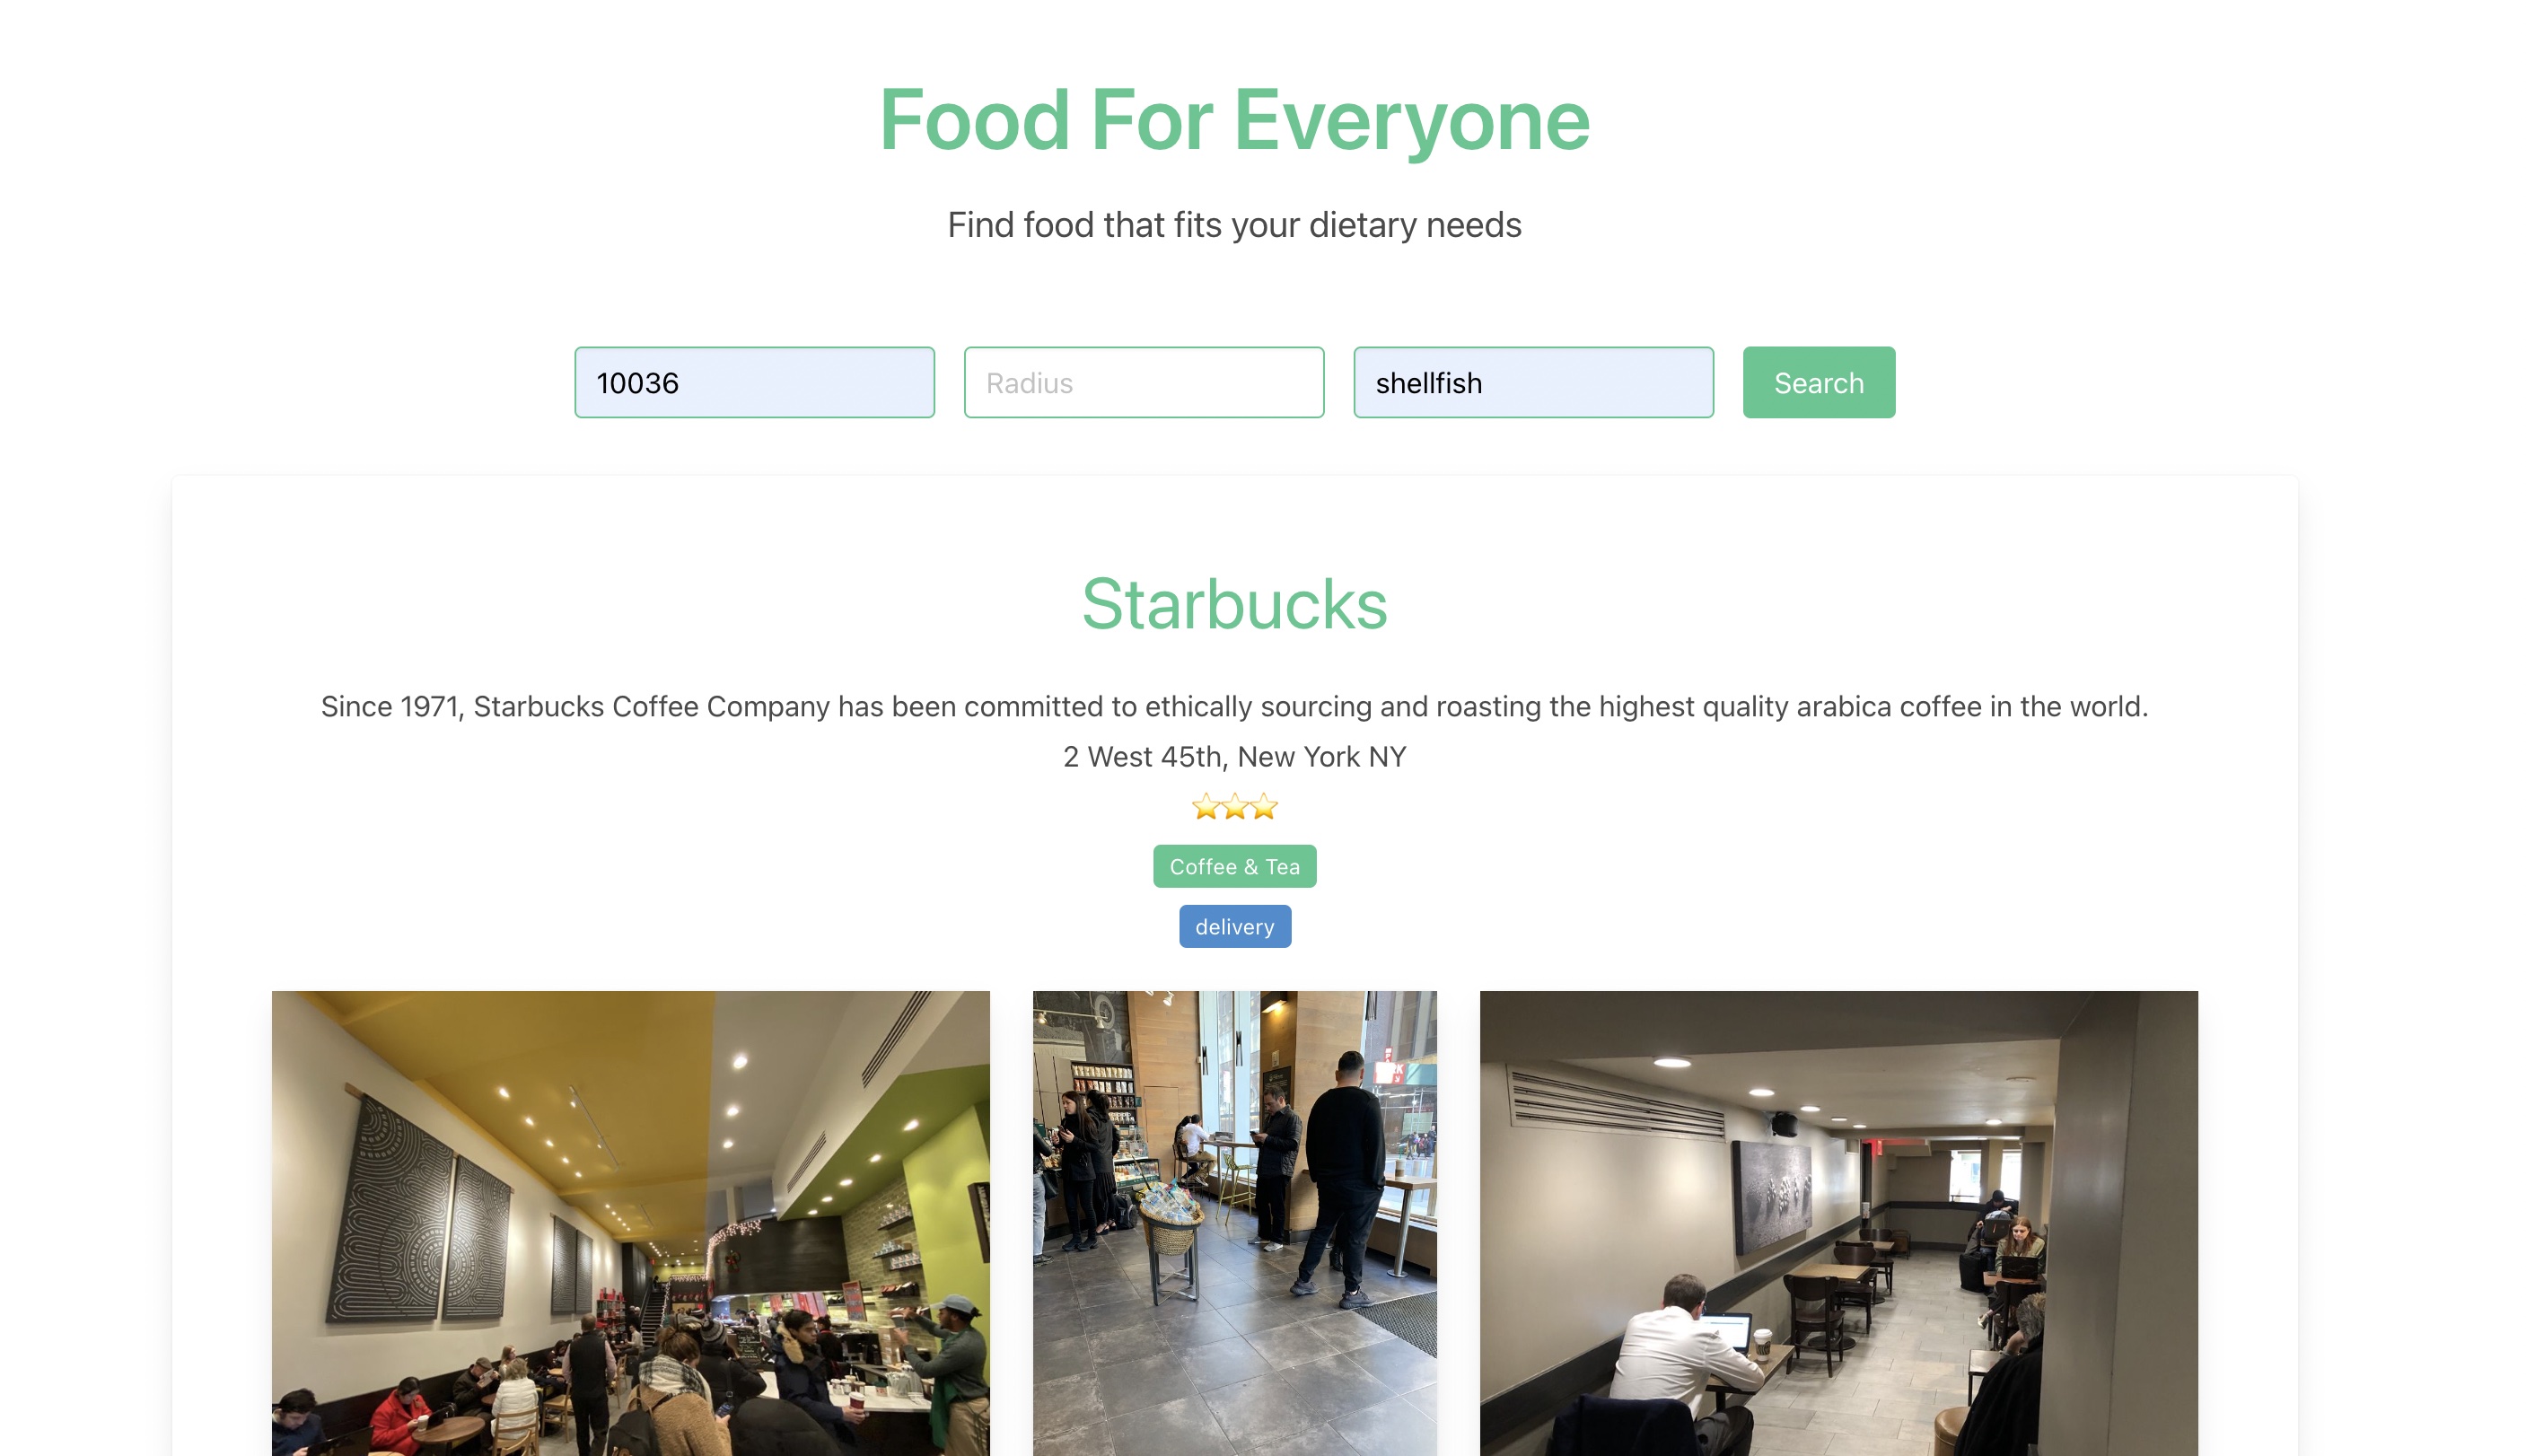 Food For Everyone
Find food that fits your dietary needs
10036
Radius
shellfish
Search
Starbucks
Since 1971, Starbucks Coffee Company has been committed to ethically sourcing and roasting the highest quality arabica coffee in the world.
2 West 45th, New York NY
Coffee & Tea
delivery